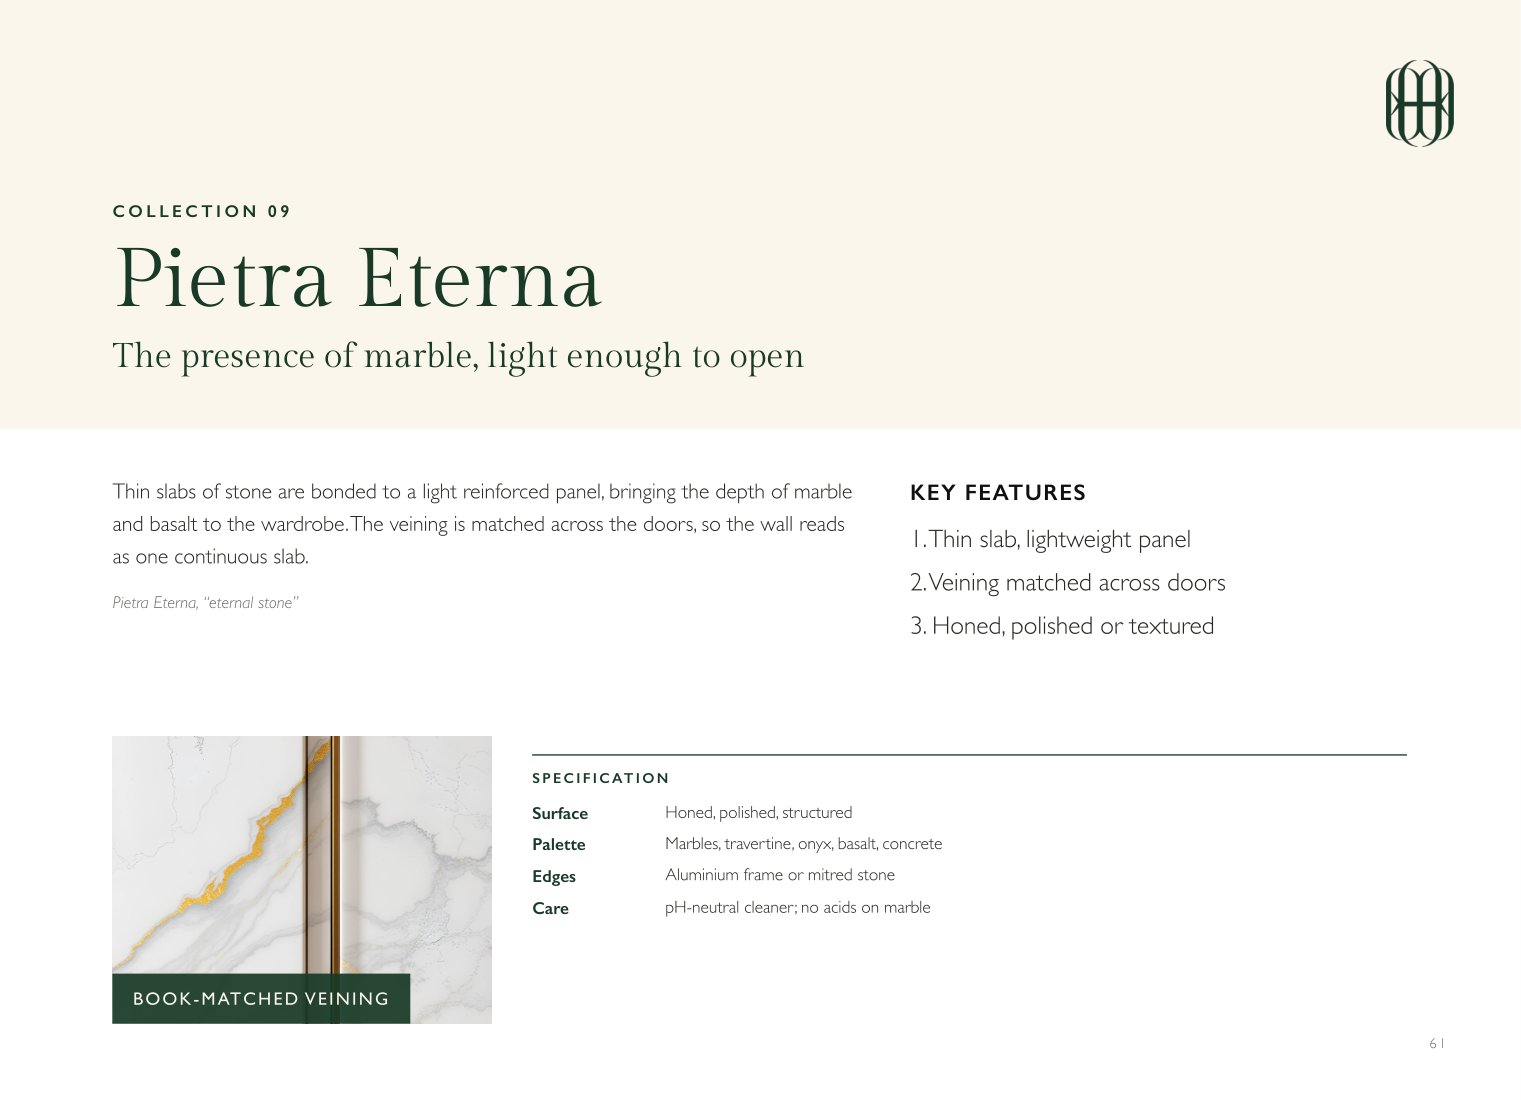 COLLECTION 09
Pietra Eterna
The presence of marble, light enough to open
Thin slabs of stone are bonded to a light reinforced panel, bringing the depth of marble
and basalt to the wardrobe. The veining is matched across the doors, so the wall reads
as one continuous slab.
Pietra Eterna, “eternal stone”
KEY FEATURES
1. Thin slab, lightweight panel
2. Veining matched across doors
3. Honed, polished or textured
BOOK-MATCHED VEINING
SPECIFICATION
Surface Honed, polished, structured
Palette Marbles, travertine, onyx, basalt, concrete
Edges Aluminium frame or mitred stone
Care pH-neutral cleaner; no acids on marble
61